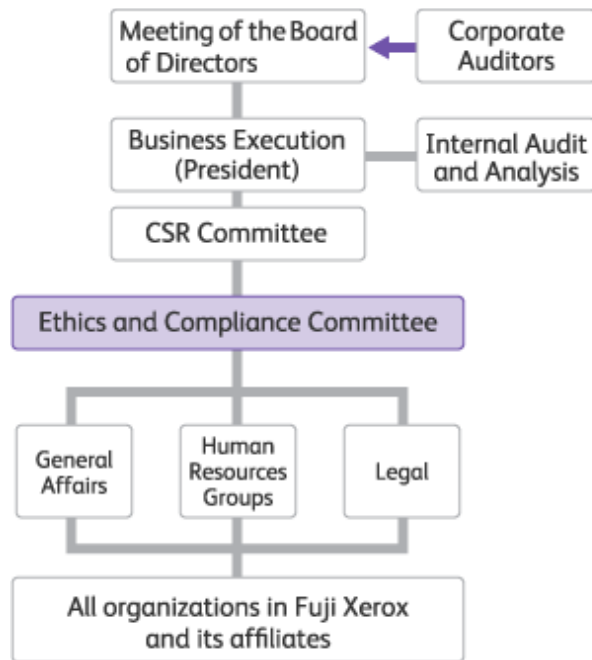 Meeting of the Board
of Directors
Corporate
Auditors
Business Execution
(President)
Internal Audit
and Analysis
CSR Committee
Ethics and Compliance Committee
General
Affairs
Human
Resources
Groups
Legal
All organizations in Fuji Xerox
and its affiliates